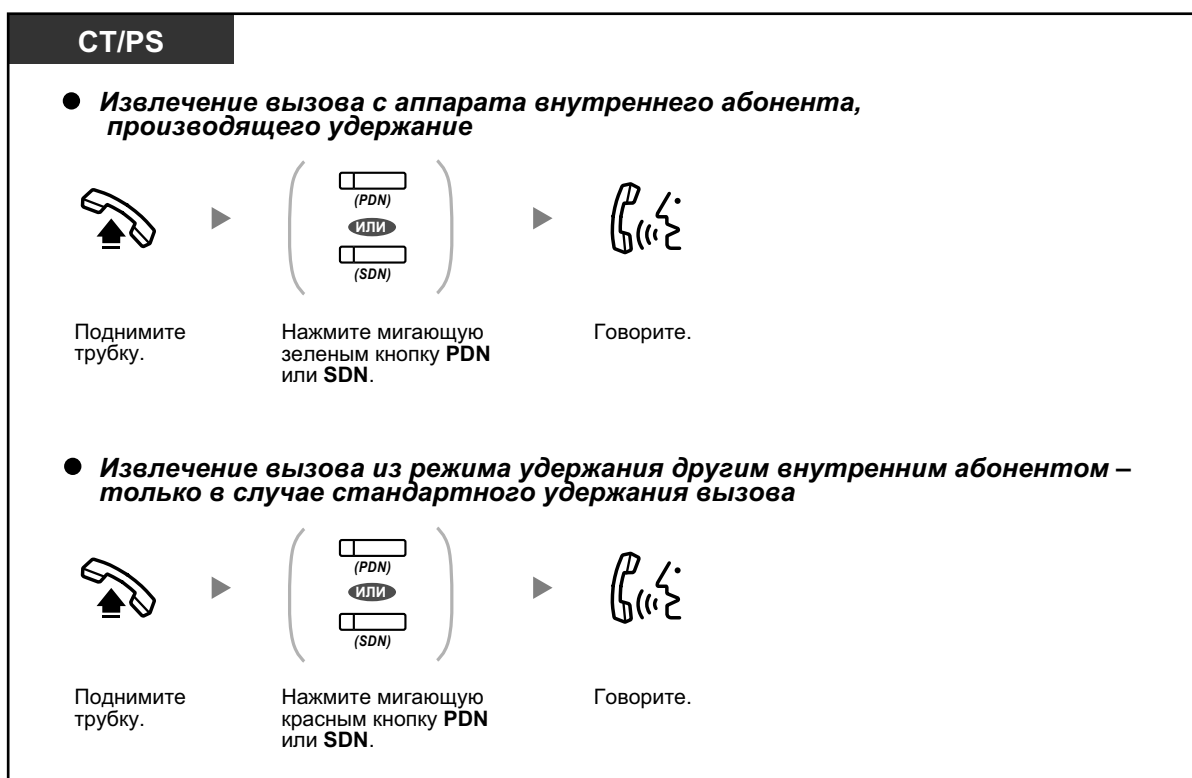 CT/PS
● Извлечение вызова с аппарата внутреннего абонента,
производящего удержание
(PDN)
ИЛИ
(SDN)
Поднимите
трубку.
Нажмите мигающую
зеленым кнопку PDN
или SDN.
Говорите.
● Извлечение вызова из режима удержания другим внутренним абонентом –
только в случае стандартного удержания вызова
(PDN)
ИЛИ
(SDN)
Поднимите
трубку.
Нажмите мигающую
красным кнопку PDN
или SDN.
Говорите.